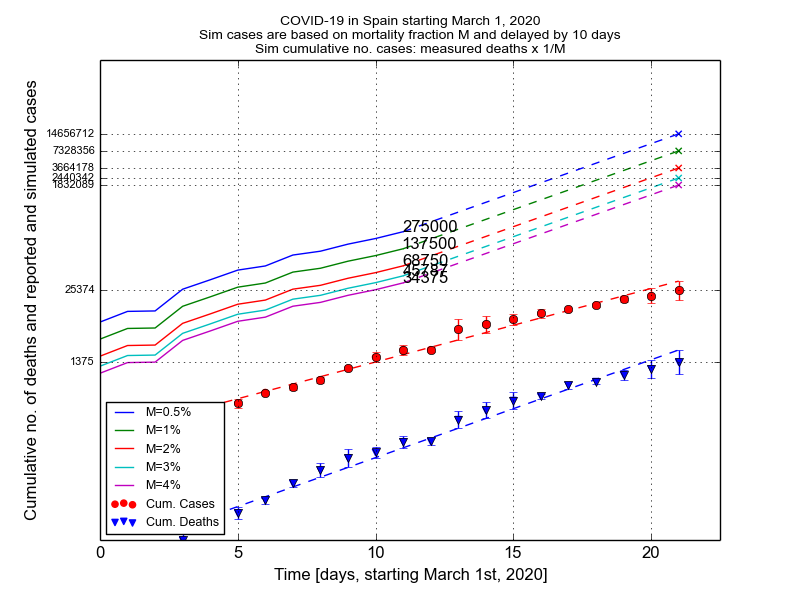 COVID-19 in Spain starting March 1, 2020
Sim cases are based on mortality fraction M and delayed by 10 days
Sim cumulative no. cases: measured deaths x 1/M
Cumulative no. of deaths and reported and simulated cases
14656712
7328356
3664178
2440342
1832089
25374
1375
275000
137500
68750
45787
34375
M=0.5%
M=1%
M=2%
M=3%
M=4%
Cum. Cases
Cum. Deaths
0 5 10 15 20
Time [days, starting March 1st, 2020]